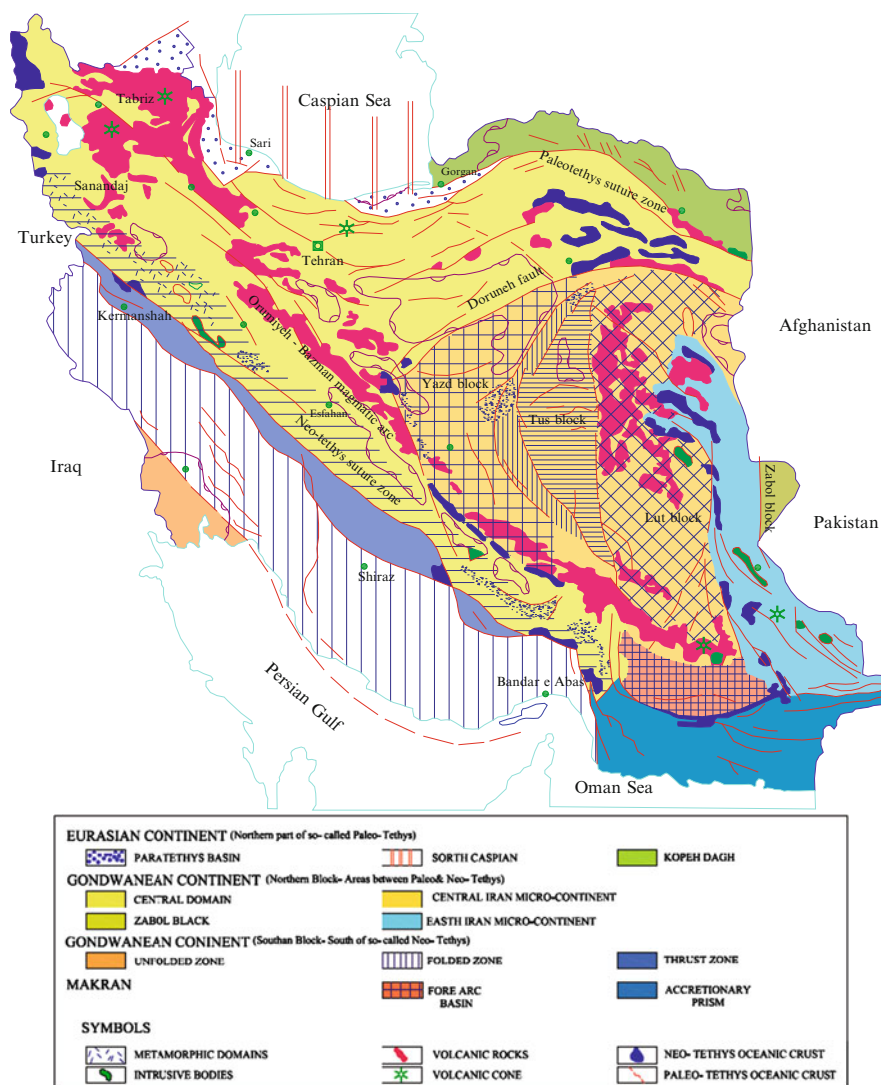 Caspian Sea
Tabriz
Sari
Gorgan
Paleotethys suture zone
Sanandaj
Turkey
Tehran
Doruneh fault
Afghanistan
Kermanshah
Orumiyeh - Bazman magmatic arc
Yazd block
Esfahan
Tus block
Neo-tethys suture zone
Iraq
Zabol block
Lut block
Pakistan
Shiraz
Persian Gulf
Bandar e Abas
Oman Sea
EURASIAN CONTINENT (Northern part of so- called Paleo- Tethys)
PARATETHYS BASIN
SORTH CASPIAN
KOPEH DAGH
GONDWANEAN CONTINENT (Northern Block- Areas between Paleo& Neo- Tethys)
CENTRAL DOMAIN
CENTRAL IRAN MICRO-CONTINENT
ZABOL BLACK
EASTH IRAN MICRO-CONTINENT
GONDWANEAN CONINENT (Southan Block- South of so-called Neo- Tethys)
UNFOLDED ZONE
FOLDED ZONE
THRUST ZONE
MAKRAN
FORE ARC
BASIN
ACCRETIONARY
PRISM
SYMBOLS
METAMORPHIC DOMAINS
VOLCANIC ROCKS
NEO- TETHYS OCEANIC CRUST
INTRUSIVE BODIES
VOLCANIC CONE
PALEO- TETHYS OCEANIC CRUST